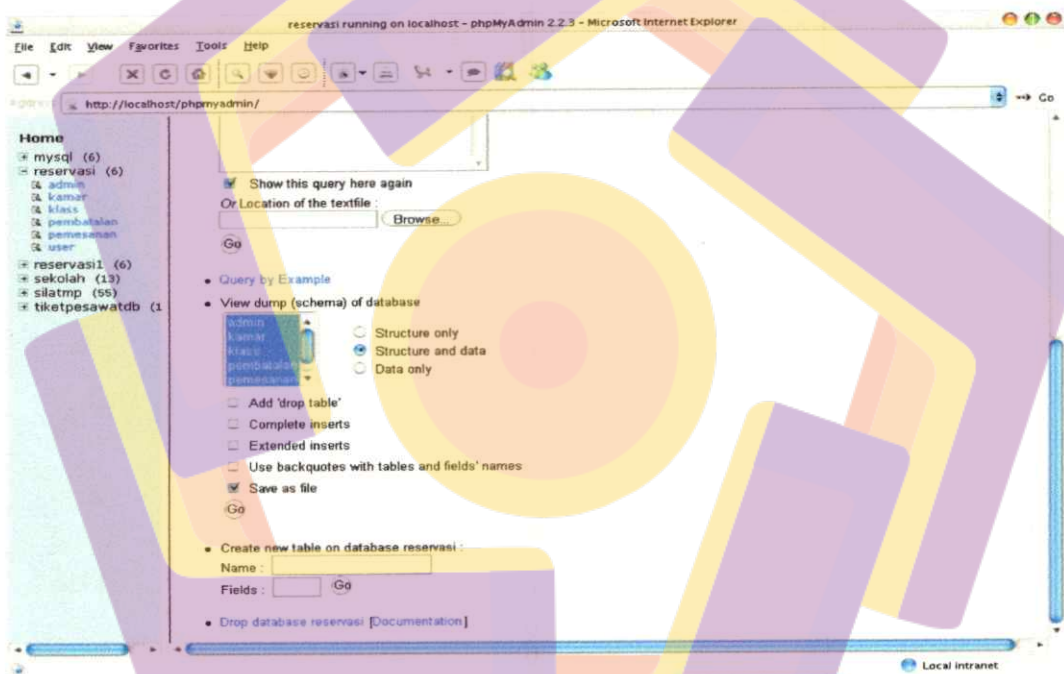 reservasi running on localhost - phpMyAdmin 2.2.3 - Microsoft Internet Explorer
File Edit View Favorites Tools Help
http://localhost/phpmyadmin/ Go
Home
mysql (6)
reservasi (6)
admin
kamar
klass
pembatalan
pemesanan
user
reservasi1 (6)
sekolah (13)
silatmp (55)
tiketpesawatdb (1
Show this query here again
Or Location of the textfile :
Browse...
Go
Query by Example
View dump (schema) of database
admin
kamar
klass
pembatalan
pemesanan
Structure only
Structure and data
Data only
Add 'drop table'
Complete inserts
Extended inserts
Use backquotes with tables and fields' names
Save as file
Go
Create new table on database reservasi :
Name :
Fields : Go
Drop database reservasi [Documentation]
Local intranet